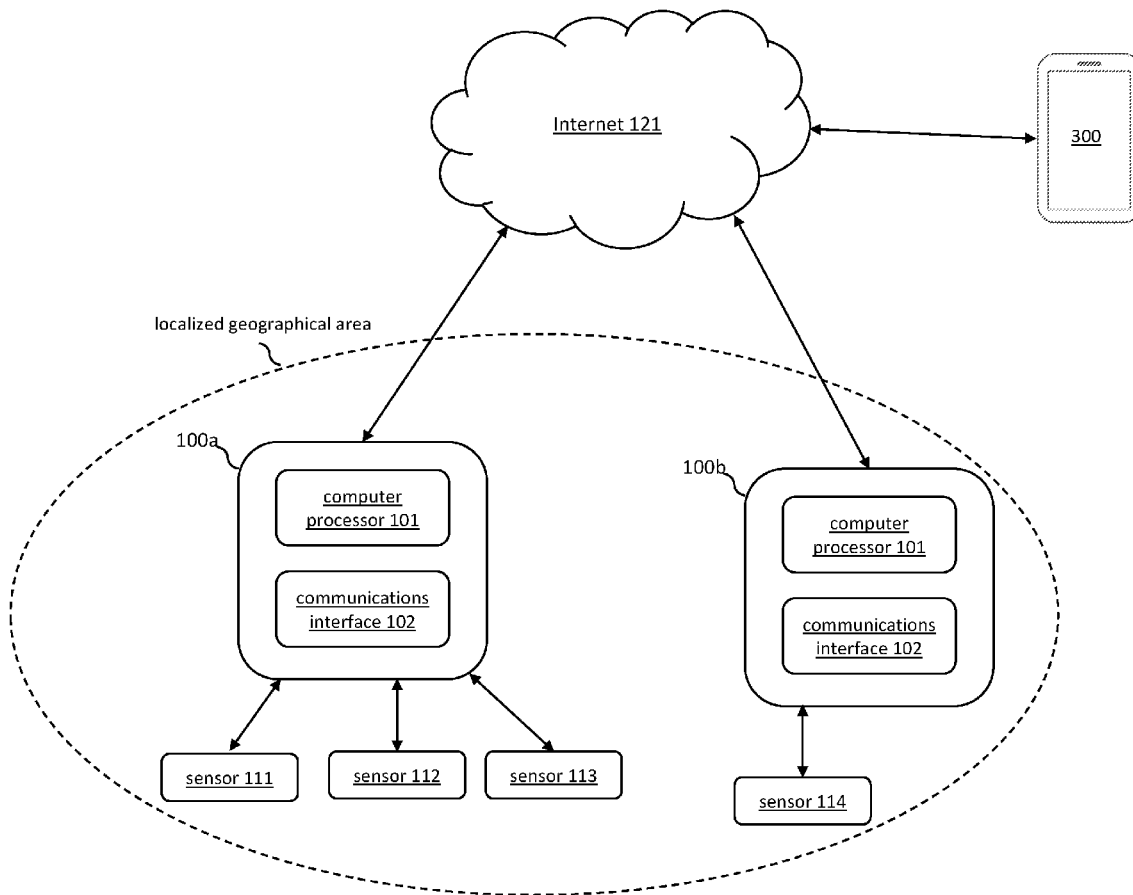 Internet 121
300
localized geographical area
100a
computer
processor 101
communications
interface 102
100b
computer
processor 101
communications
interface 102
sensor 111
sensor 112
sensor 113
sensor 114